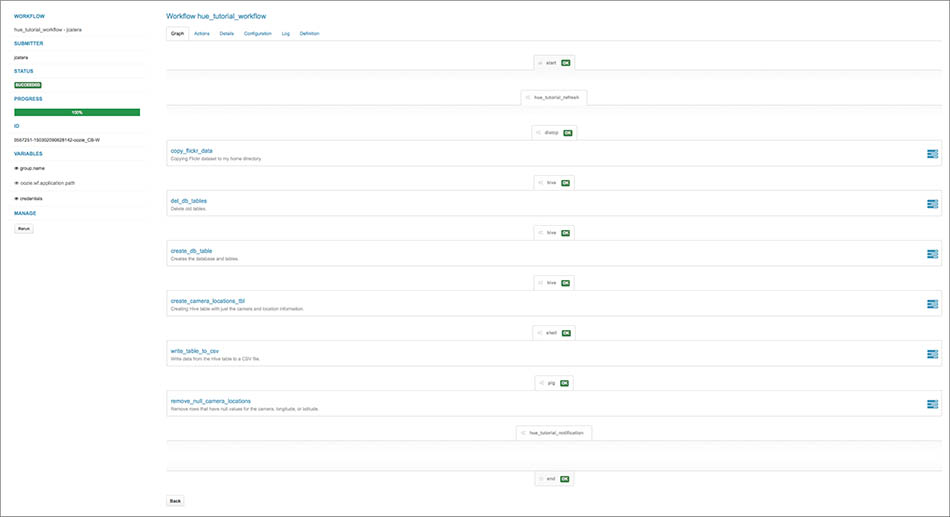 WORKFLOW
hue_tutorial_workflow - jcatera
SUBMITTER
jcatera
STATUS
SUCCEEDED
PROGRESS
100%
ID
VARIABLES
group.name
oozie.wf.application.path
credentials
MANAGE
Rerun
Workflow hue_tutorial_workflow
Graph Actions Details Configuration Log Definition
start OK
hue_tutorial_refresh
distcp OK
copy_flickr_data
Copying Flickr dataset to my home directory
hive OK
del_db_tables
Delete old tables.
hive OK
create_db_table
Creates the database and tables
hive OK
create_camera_locations_tbl
Creating Hive table with just the camera and location information.
shell OK
write_table_to_csv
Write data from the Hive table to a CSV file.
pig OK
remove_null_camera_locations
Remove rows that have null values for the camera, longitude, or latitude.
hue_tutorial_notification
end OK
Back